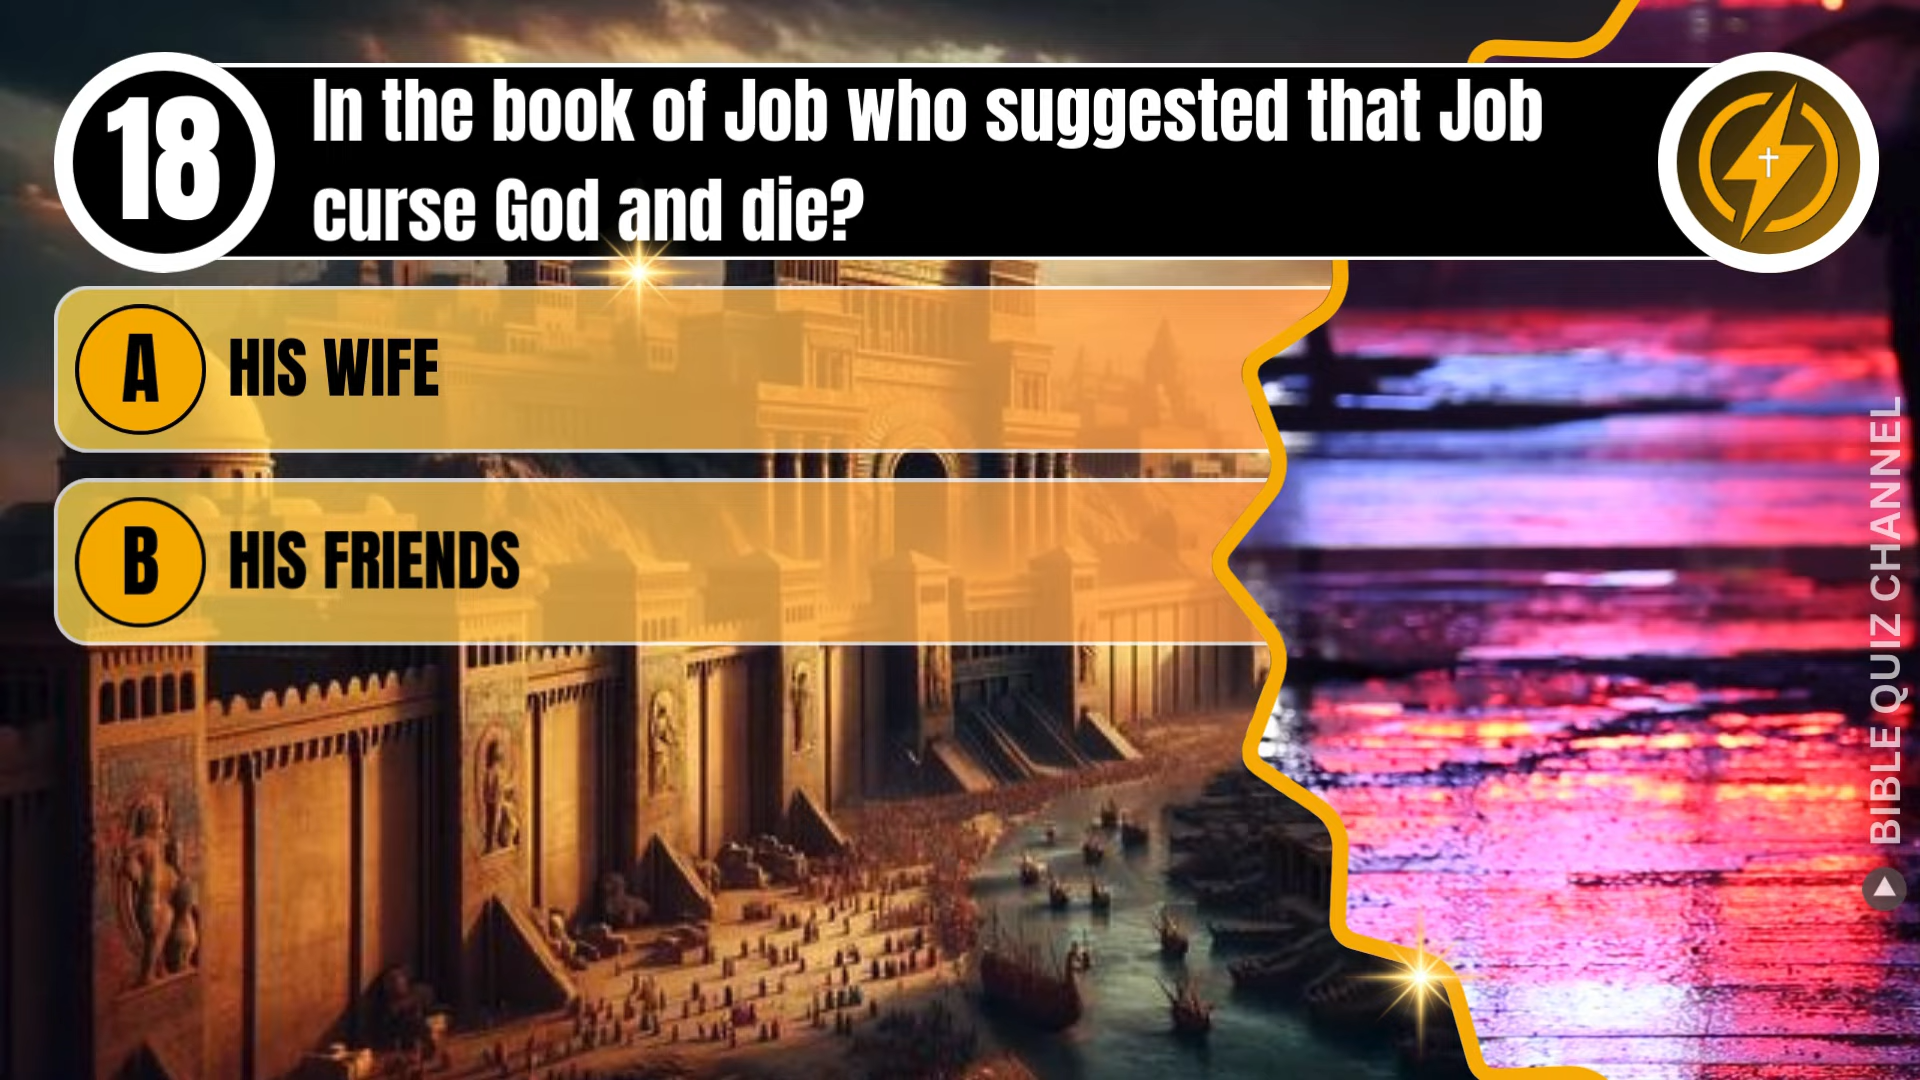 18
In the book of Job who suggested that Job
curse God and die?
A
HIS WIFE
B
HIS FRIENDS
BIBLE QUIZ CHANNEL